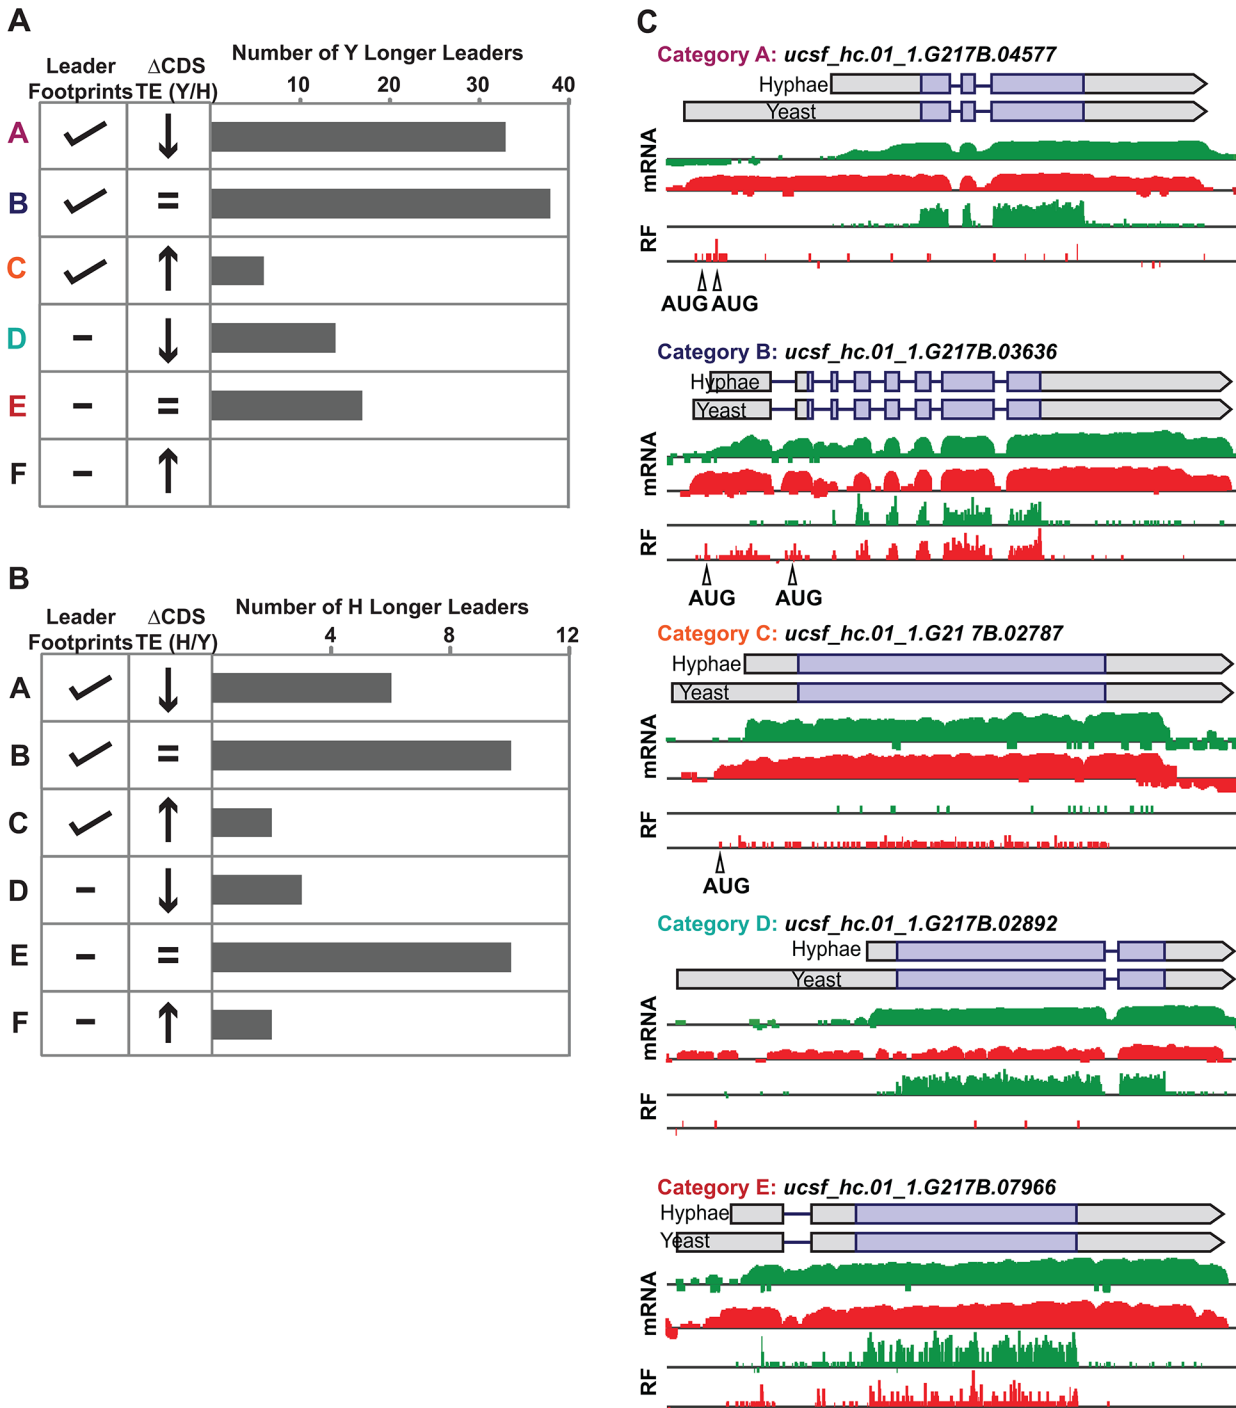 A
Number of Y Longer Leaders
Leader Footprints
ΔCDS TE (Y/H)
10 20 30 40
A
B =
C
D -
E - =
F -
B
Number of H Longer Leaders
Leader Footprints
ΔCDS TE (H/Y)
4 8 12
A
B =
C
D -
E - =
F -
C
Category A: ucsf_hc.01_1.G217B.04577
Hyphae
Yeast
mRNA
RF
AUG AUG
Category B: ucsf_hc.01_1.G217B.03636
Hyphae
Yeast
mRNA
RF
AUG AUG
Category C: ucsf_hc.01_1.G21 7B.02787
Hyphae
Yeast
mRNA
RF
AUG
Category D: ucsf_hc.01_1.G217B.02892
Hyphae
Yeast
mRNA
RF
Category E: ucsf_hc.01_1.G217B.07966
Hyphae
Yeast
mRNA
RF